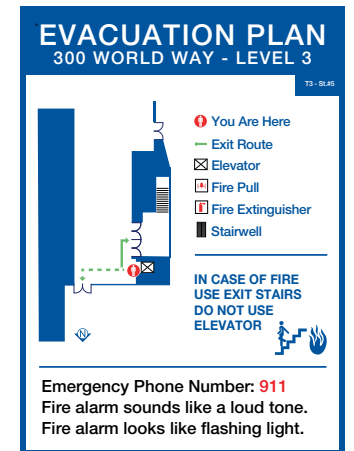 EVACUATION PLAN
300 WORLD WAY - LEVEL 3
T3 - St.#5
You Are Here
Exit Route
Elevator
Fire Pull
Fire Extinguisher
Stairwell
N
IN CASE OF FIRE
USE EXIT STAIRS
DO NOT USE
ELEVATOR
Emergency Phone Number: 911
Fire alarm sounds like a loud tone.
Fire alarm looks like flashing light.